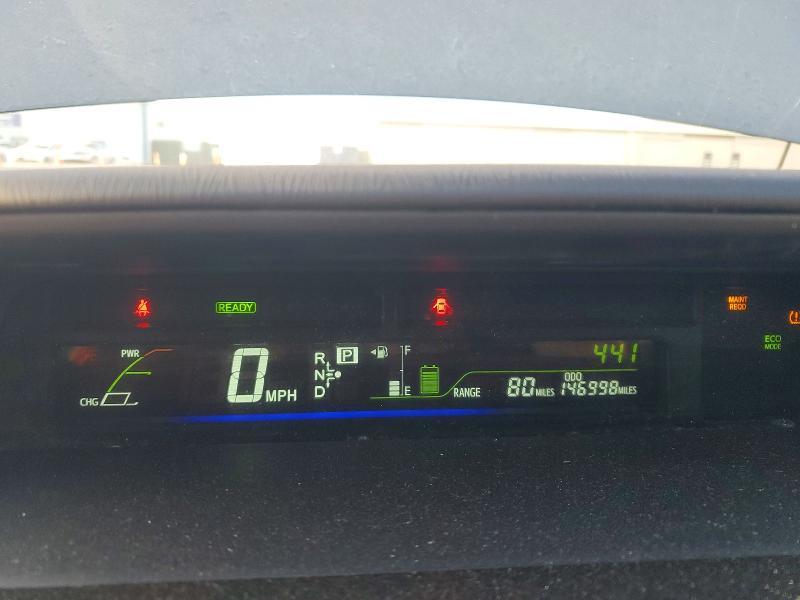 READY
MAINT
REQD
ECO
MODE
PWR
CHG
0 MPH
R
N
D
P
F
E
441
RANGE 80 MILES
ODO
146998 MILES